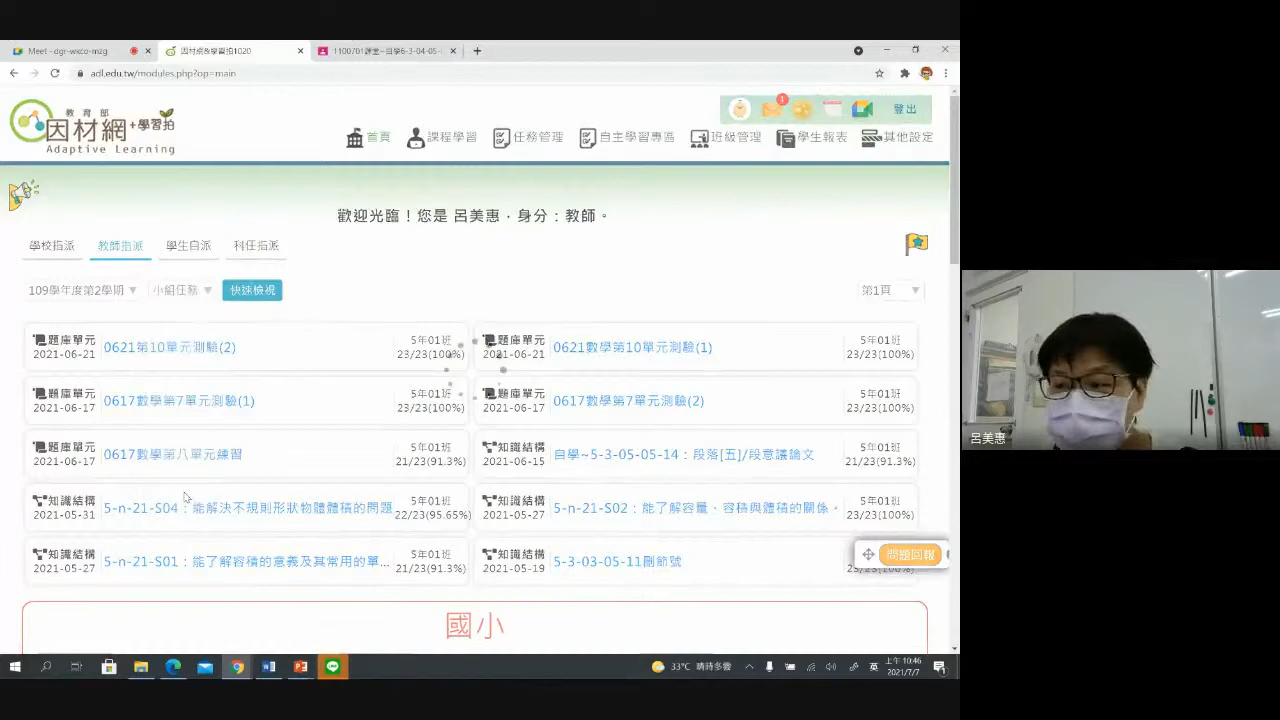 Meet - dgr-wkco-mzg
因材網&學習拍1020
1100701課堂~自學6-3-04-05-
adl.edu.tw/modules.php?op=main
教育部
因材網+學習拍
Adaptive Learning
1
登出
首頁
課程學習
任務管理
自主學習專區
班級管理
學生報表
其他設定
歡迎光臨！您是 呂美惠，身分：教師。
學校指派
教師指派
學生自派
科任指派
109學年度第2學期
小組任務
快速檢視
第1頁
題庫單元
2021-06-21
0621第10單元測驗(2)
5年01班
23/23(100%)
題庫單元
2021-06-21
0621數學第10單元測驗(1)
5年01班
23/23(100%)
題庫單元
2021-06-17
0617數學第7單元測驗(1)
5年01班
23/23(100%)
題庫單元
2021-06-17
0617數學第7單元測驗(2)
5年01班
23/23(100%)
題庫單元
2021-06-17
0617數學第八單元練習
5年01班
21/23(91.3%)
知識結構
2021-06-15
自學~5-3-05-05-14：段落[五]/段意議論文
5年01班
21/23(91.3%)
知識結構
2021-05-31
5-n-21-S04：能解決不規則形狀物體體積的問題
5年01班
22/23(95.65%)
知識結構
2021-05-27
5-n-21-S02：能了解容量、容積與體積的關係。
5年01班
23/23(100%)
知識結構
2021-05-27
5-n-21-S01：能了解容積的意義及其常用的單...
5年01班
21/23(91.3%)
知識結構
2021-05-19
5-3-03-05-11刪節號
問題回報
國小
33°C 晴時多雲
英
上午 10:46
2021/7/7
呂美惠